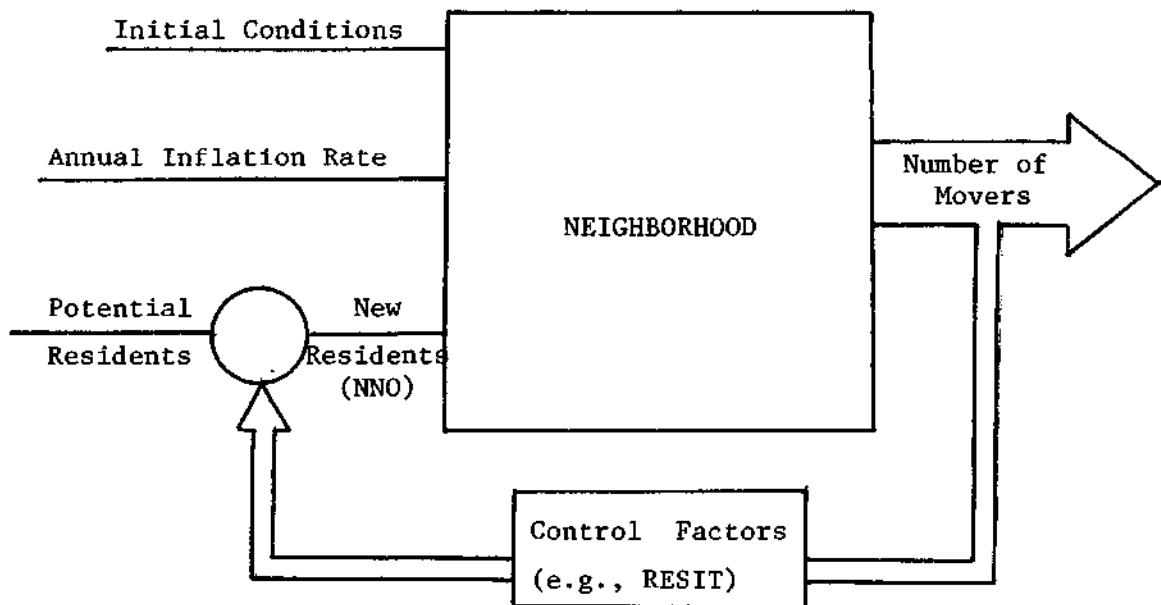 Initial Conditions
Annual Inflation Rate
NEIGHBORHOOD
Number of
Movers
Potential
Residents
New
Residents
(NNO)
Control Factors
(e.g., RESIT)